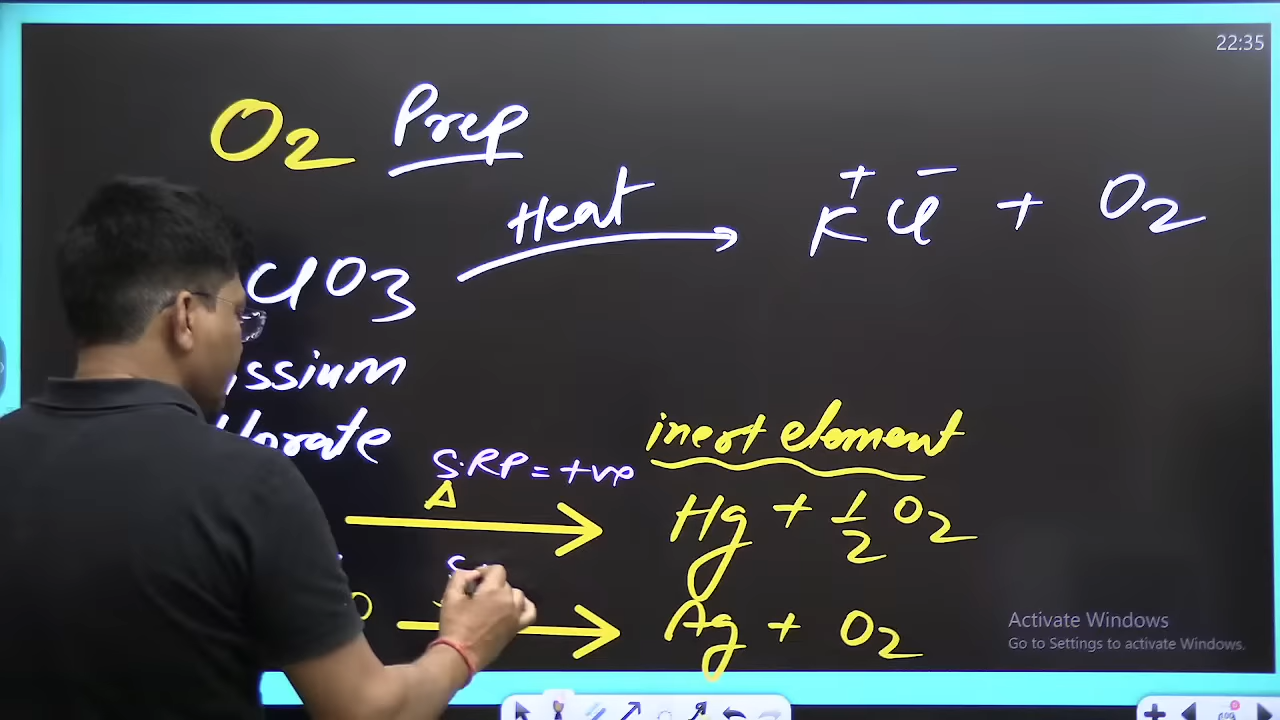 22:35
O2 Prep
ClO3 Heat K+ Cl- + O2
ssium
lorate
inert element
S.RP = +ve
Δ
Hg + 1/2 O2
S
O Ag + O2
Activate Windows
Go to Settings to activate Windows.